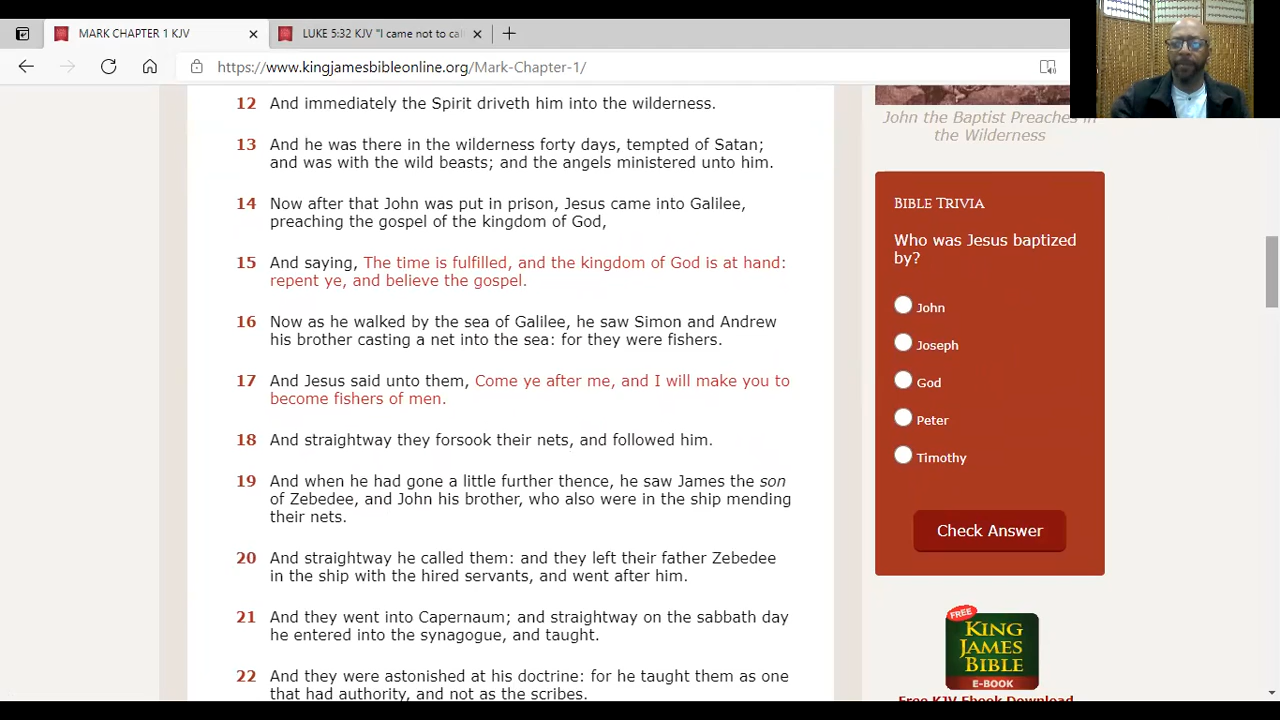 MARK CHAPTER 1 KJV
LUKE 5:32 KJV "I came not to cal
https://www.kingjamesbibleonline.org/Mark-Chapter-1/
12 And immediately the Spirit driveth him into the wilderness.
13 And he was there in the wilderness forty days, tempted of Satan;
and was with the wild beasts; and the angels ministered unto him.
14 Now after that John was put in prison, Jesus came into Galilee,
preaching the gospel of the kingdom of God,
15 And saying, The time is fulfilled, and the kingdom of God is at hand:
repent ye, and believe the gospel.
16 Now as he walked by the sea of Galilee, he saw Simon and Andrew
his brother casting a net into the sea: for they were fishers.
17 And Jesus said unto them, Come ye after me, and I will make you to
become fishers of men.
18 And straightway they forsook their nets, and followed him.
19 And when he had gone a little further thence, he saw James the son
of Zebedee, and John his brother, who also were in the ship mending
their nets.
20 And straightway he called them: and they left their father Zebedee
in the ship with the hired servants, and went after him.
21 And they went into Capernaum; and straightway on the sabbath day
he entered into the synagogue, and taught.
22 And they were astonished at his doctrine: for he taught them as one
that had authority, and not as the scribes.
John the Baptist Preaches in
the Wilderness
BIBLE TRIVIA
Who was Jesus baptized
by?
John
Joseph
God
Peter
Timothy
Check Answer
FREE
KING
JAMES
BIBLE
E-BOOK
Free KJV Ebook Download